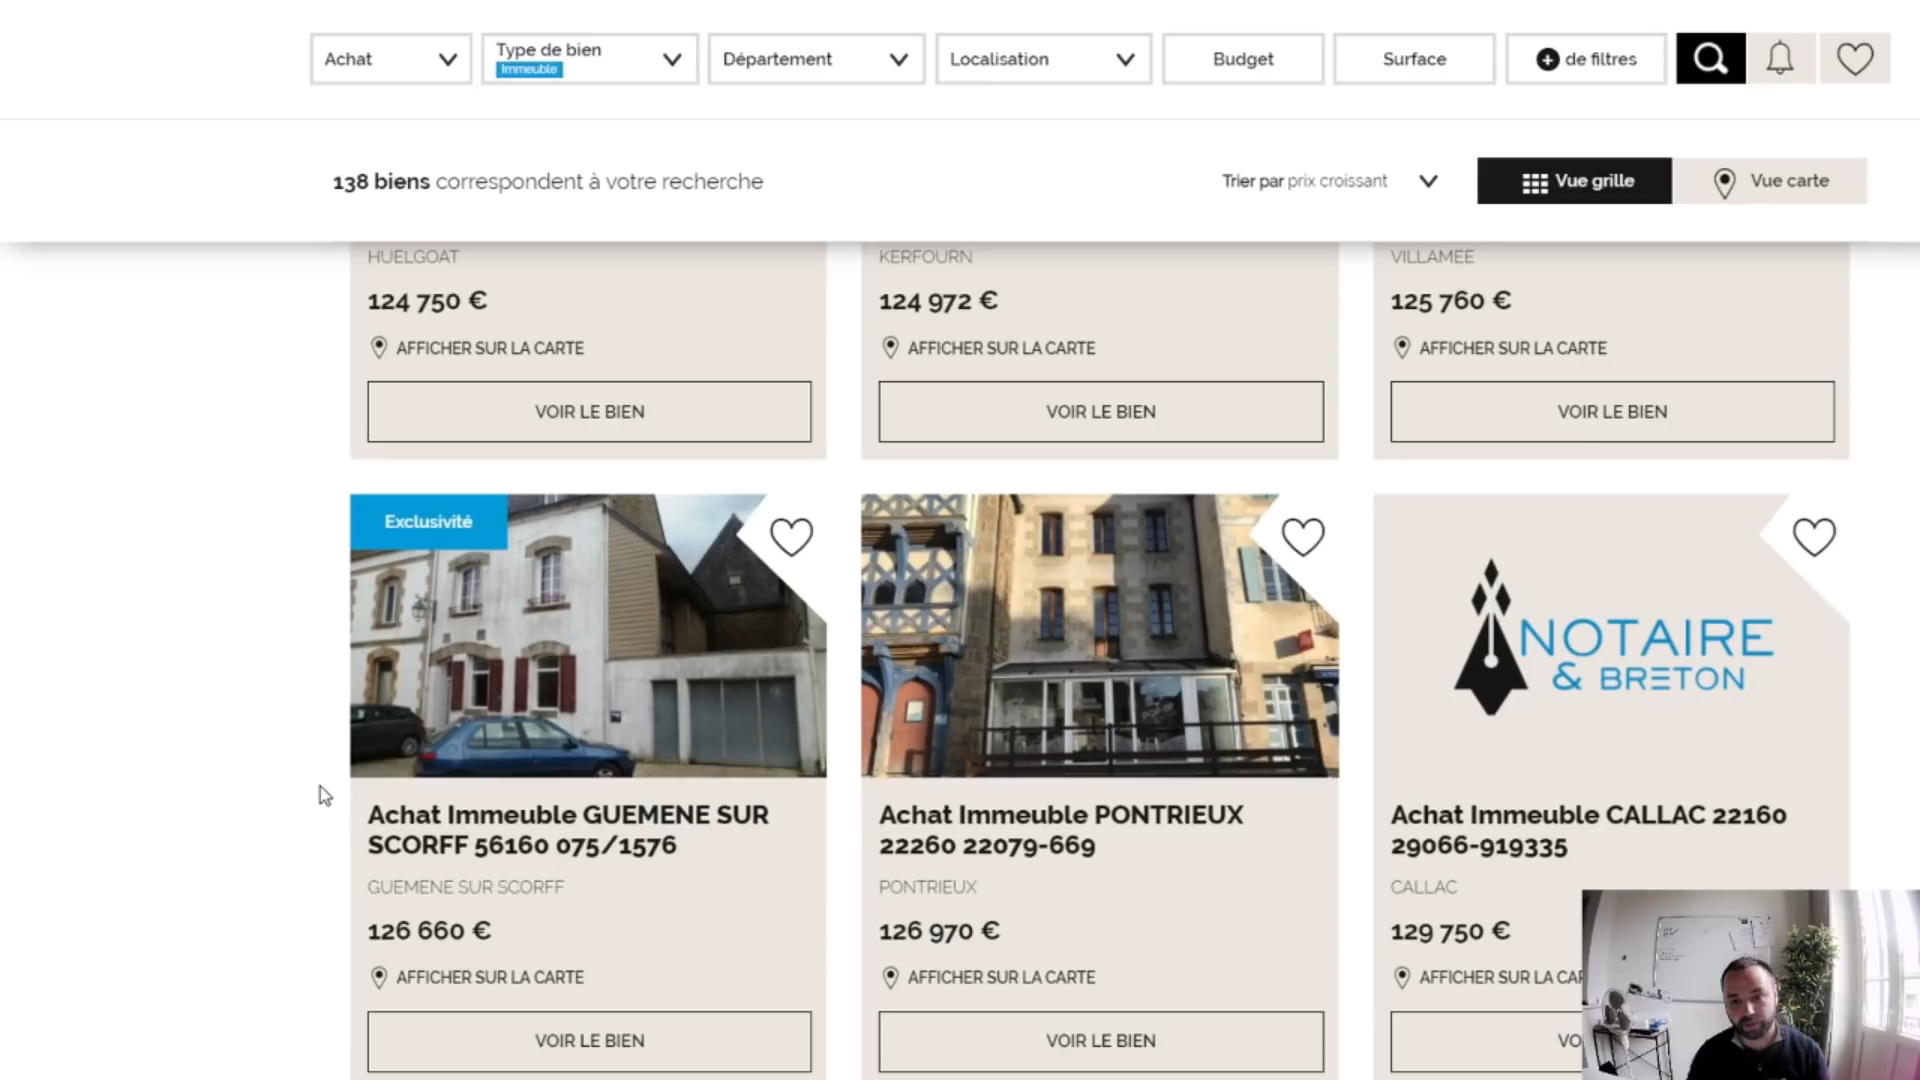 Achat
Type de bien
Immeuble
Département
Localisation
Budget
Surface
de filtres
138 biens correspondent à votre recherche
Trier par prix croissant
Vue grille
Vue carte
HUELGOAT
KERFOURN
VILLAMEE
124 750 €
124 972 €
125 760 €
AFFICHER SUR LA CARTE
AFFICHER SUR LA CARTE
AFFICHER SUR LA CARTE
VOIR LE BIEN
VOIR LE BIEN
VOIR LE BIEN
Exclusivité
NOTAIRE
& BRETON
Achat Immeuble GUEMENE SUR
SCORFF 56160 075/1576
GUEMENE SUR SCORFF
126 660 €
AFFICHER SUR LA CARTE
VOIR LE BIEN
Achat Immeuble PONTRIEUX
22260 22079-669
PONTRIEUX
126 970 €
AFFICHER SUR LA CARTE
VOIR LE BIEN
Achat Immeuble CALLAC 22160
29066-919335
CALLAC
129 750 €
AFFICHER SUR LA CAR
VO